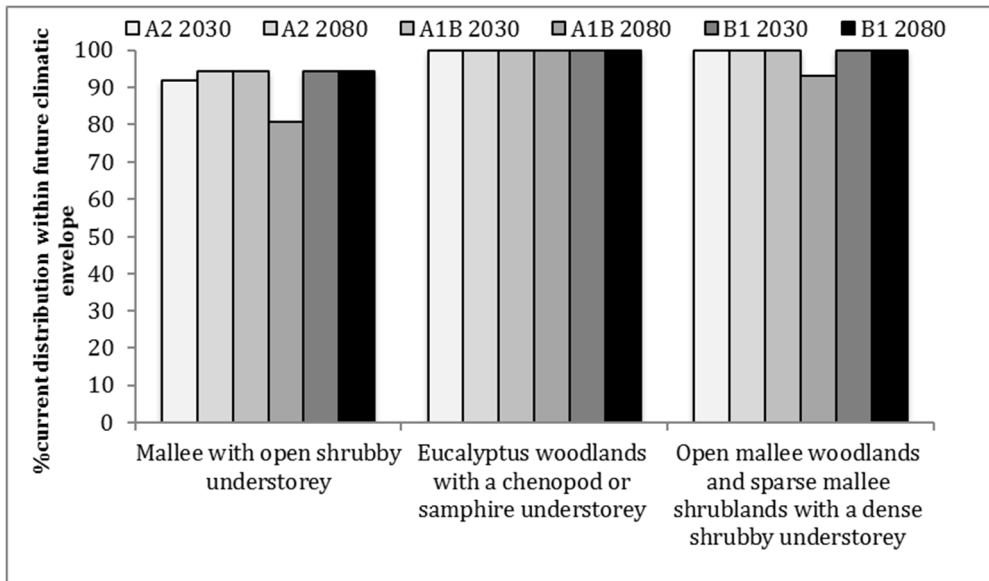 A2 2030 A2 2080 A1B 2030 A1B 2080 B1 2030 B1 2080
%current distribution within future climatic
envelope
100
90
80
70
60
50
40
30
20
10
0
Mallee with open shrubby
understorey
Eucalyptus woodlands
with a chenopod or
samphire understorey
Open mallee woodlands
and sparse mallee
shrublands with a dense
shrubby understorey